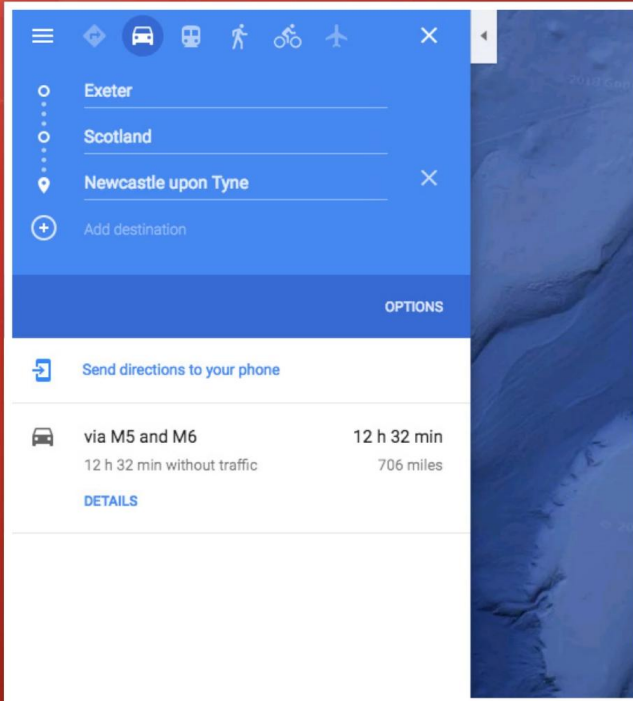 Exeter
Scotland
Newcastle upon Tyne
Add destination
OPTIONS
Send directions to your phone
via M5 and M6 12 h 32 min
12 h 32 min without traffic 706 miles
DETAILS